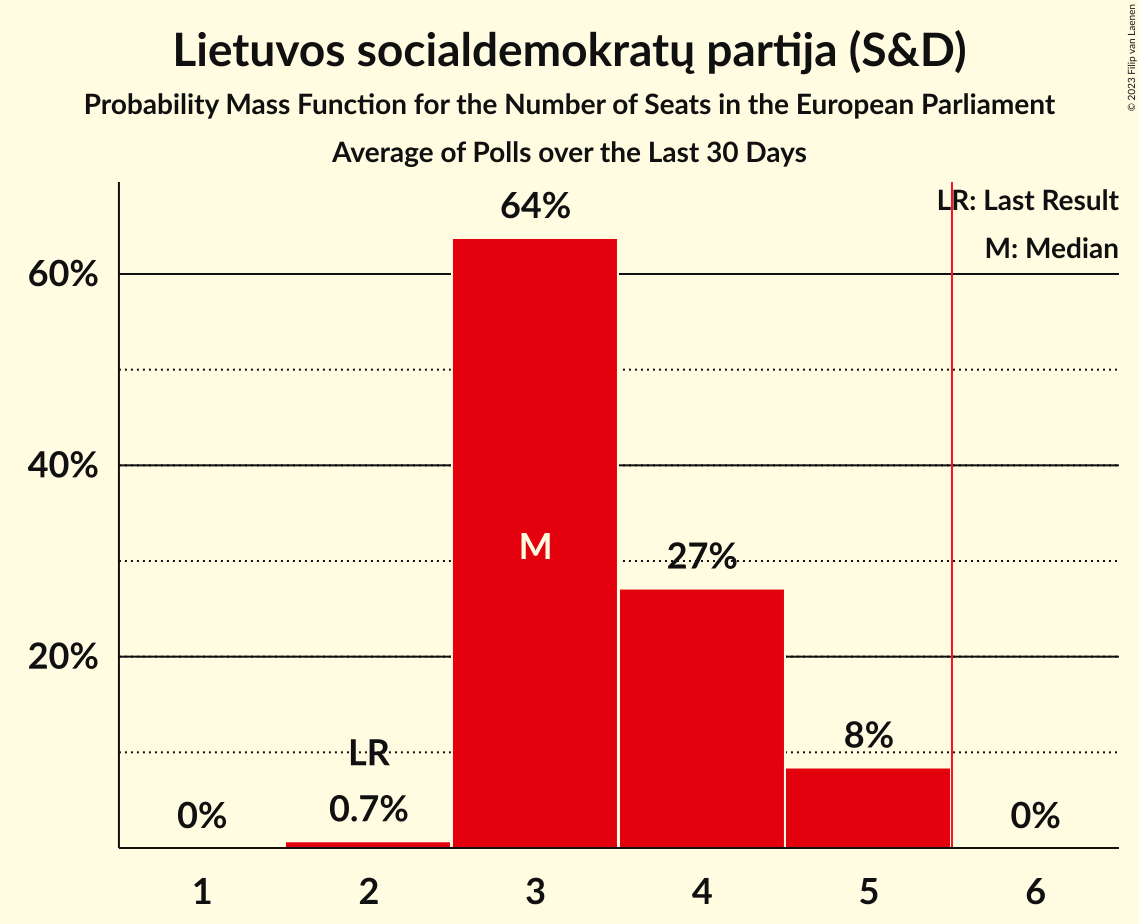 Lietuvos socialdemokratų partija (S&D)
Probability Mass Function for the Number of Seats in the European Parliament
Average of Polls over the Last 30 Days
© 2023 Filip van Laenen
LR: Last Result
M: Median
64%
60%
40%
M
27%
20%
8%
LR
0.7%
0%
0%
1 2 3 4 5 6